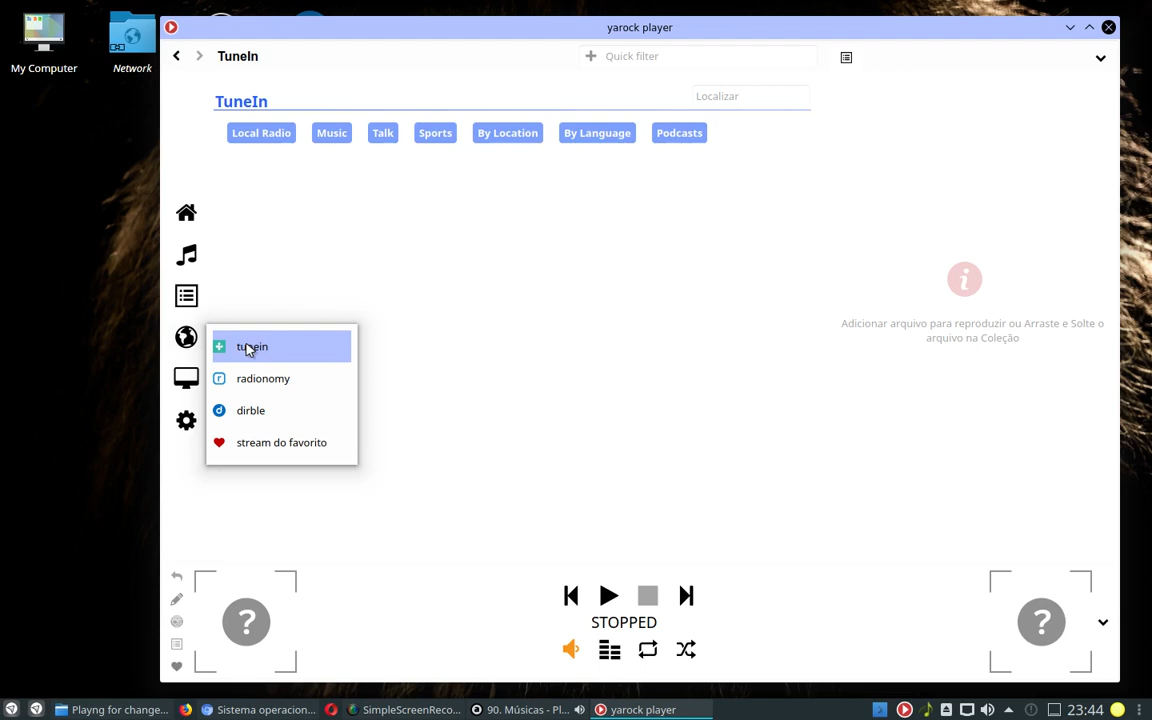 My Computer
Network
yarock player
TuneIn
Quick filter
TuneIn
Localizar
Local Radio
Music
Talk
Sports
By Location
By Language
Podcasts
tunein
radionomy
dirble
stream do favorito
Adicionar arquivo para reproduzir ou Arraste e Solte o
arquivo na Coleção
STOPPED
Playng for change...
Sistema operacion...
SimpleScreenReco...
90. Músicas - Pl...
yarock player
23:44